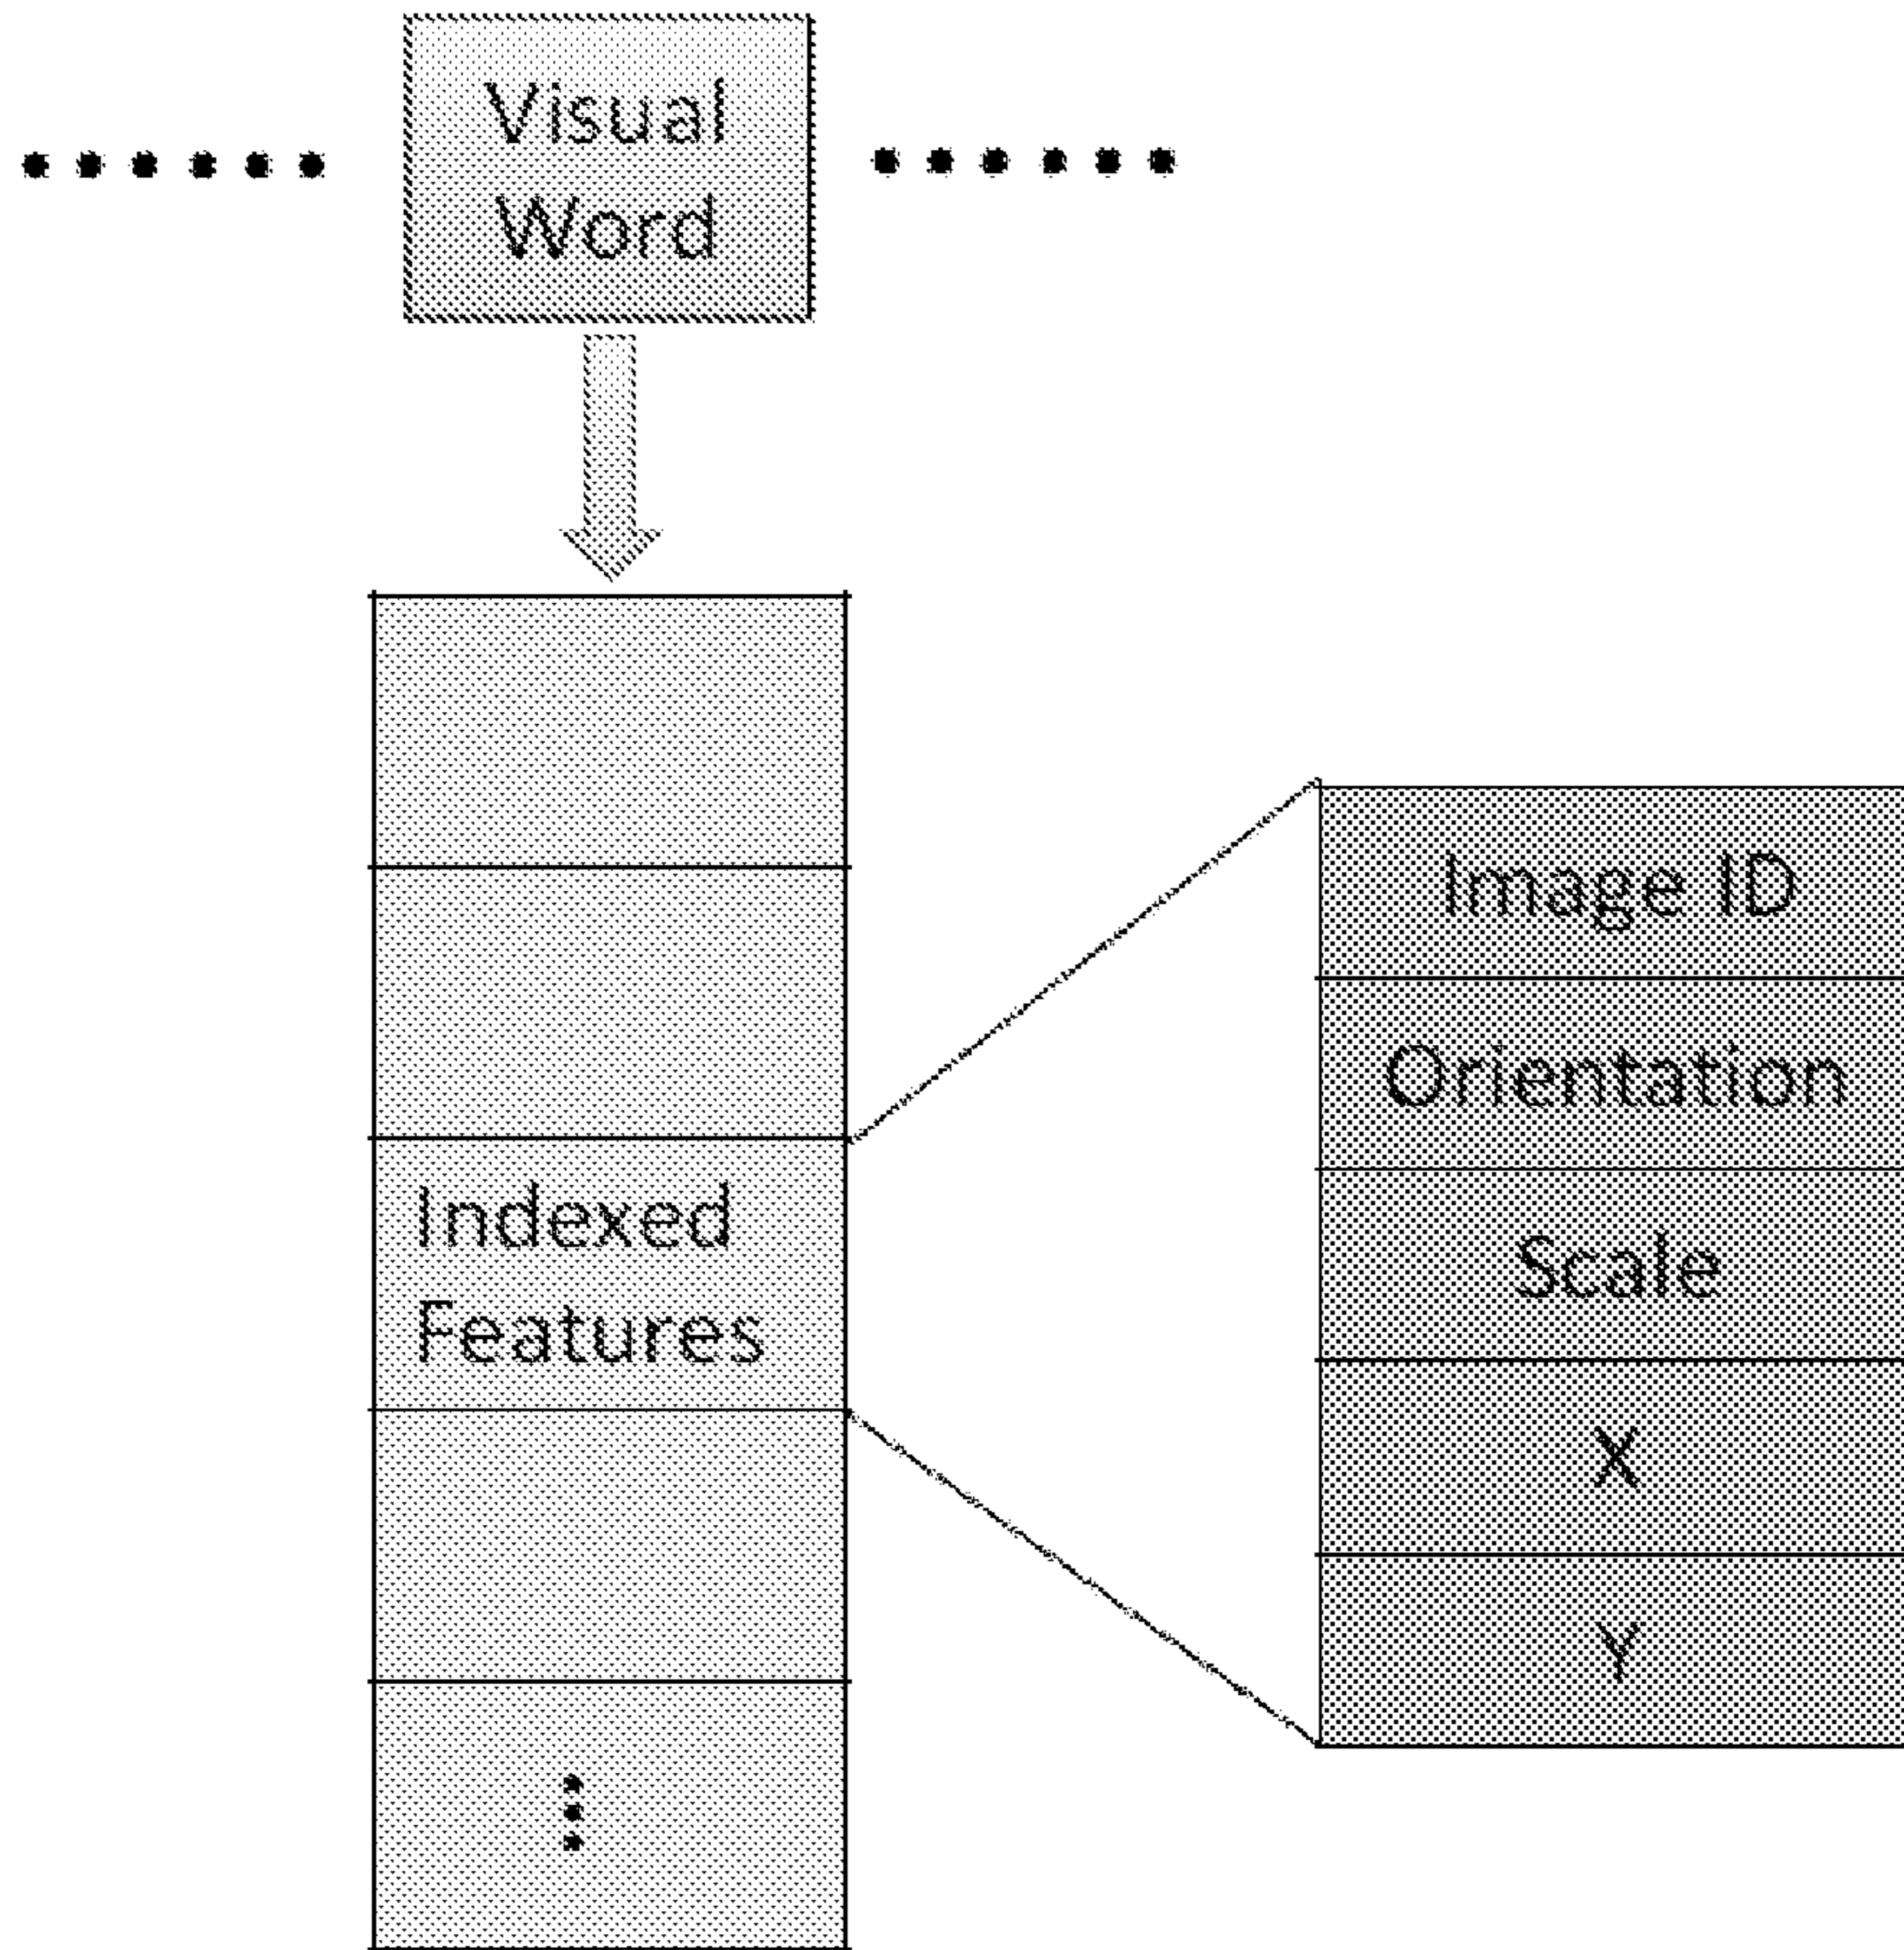 Visual
Word
Indexed
Features
Image ID
Orientation
Scale
X
Y